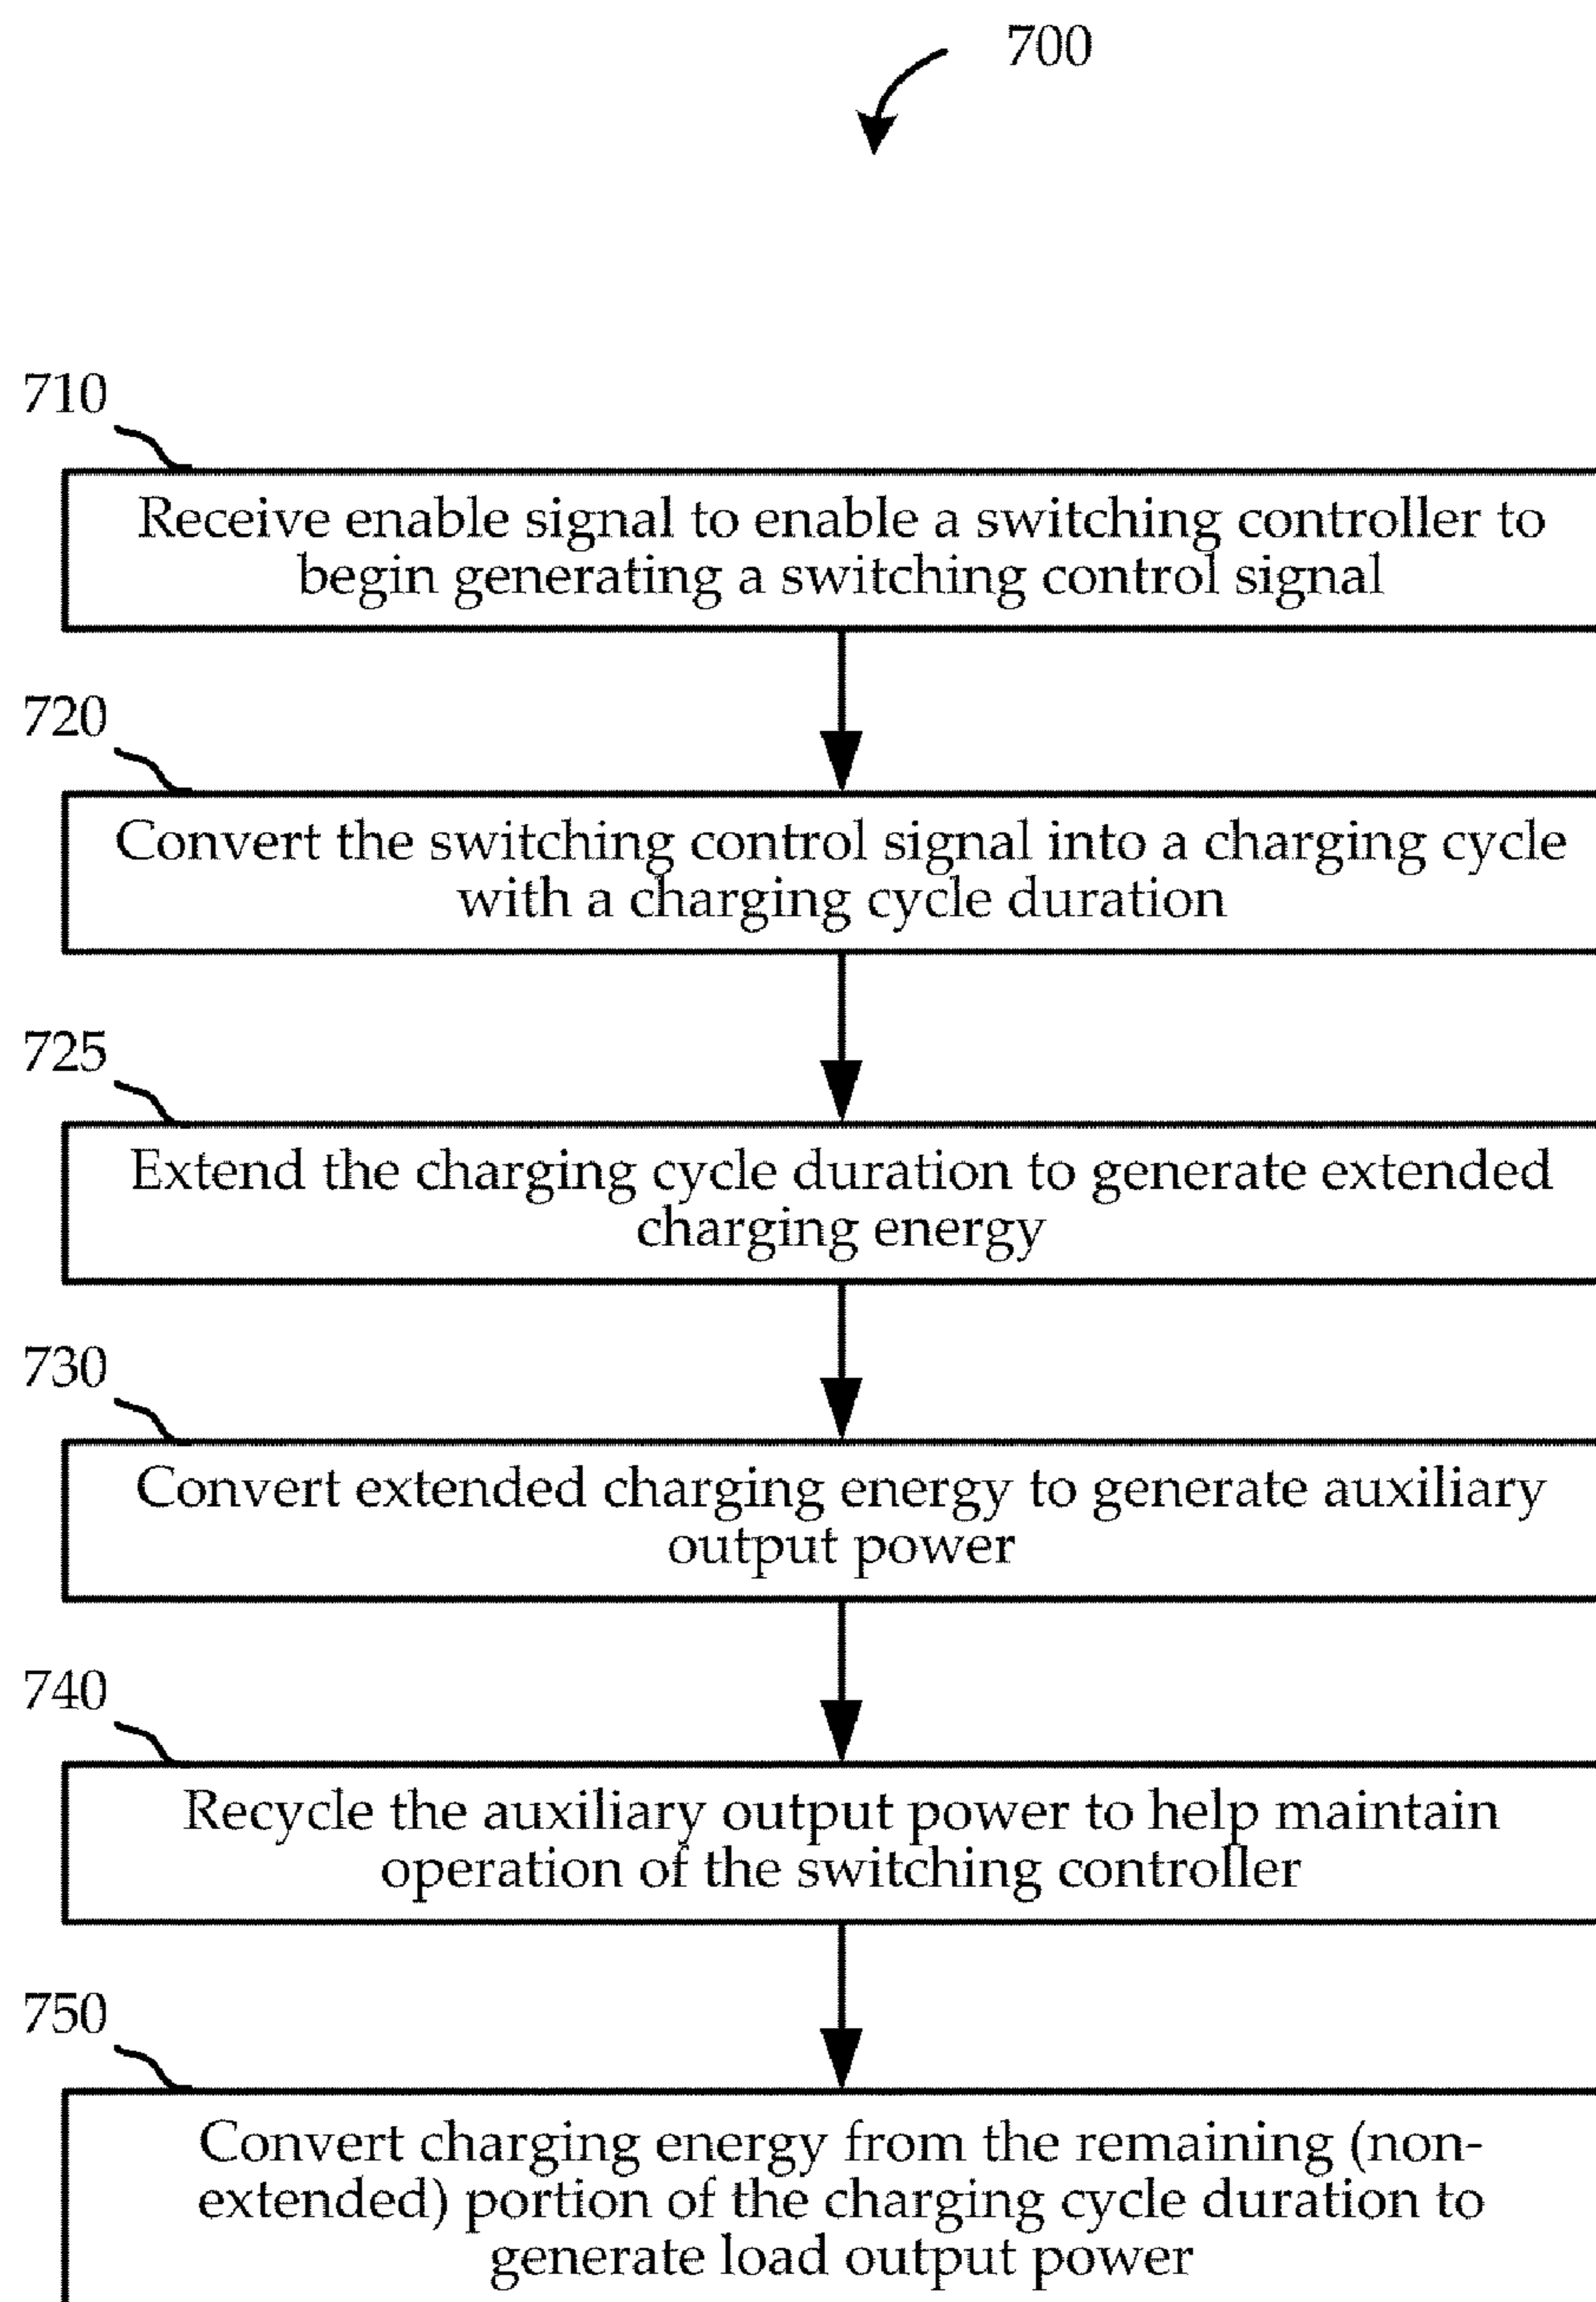 700
710
Receive enable signal to enable a switching controller to
begin generating a switching control signal
720
Convert the switching control signal into a charging cycle
with a charging cycle duration
725
Extend the charging cycle duration to generate extended
charging energy
730
Convert extended charging energy to generate auxiliary
output power
740
Recycle the auxiliary output power to help maintain
operation of the switching controller
750
Convert charging energy from the remaining (non-
extended) portion of the charging cycle duration to
generate load output power